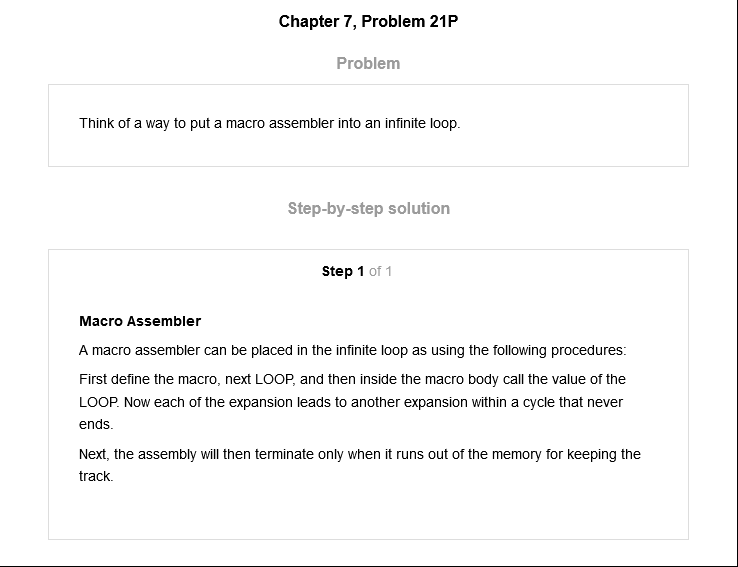 Chapter 7, Problem 21P
Problem
Think of a way to put a macro assembler into an infinite loop.
Step-by-step solution
Step 1 of 1
Macro Assembler
A macro assembler can be placed in the infinite loop as using the following procedures:
First define the macro, next LOOP, and then inside the macro body call the value of the
LOOP. Now each of the expansion leads to another expansion within a cycle that never
ends.
Next, the assembly will then terminate only when it runs out of the memory for keeping the
track.